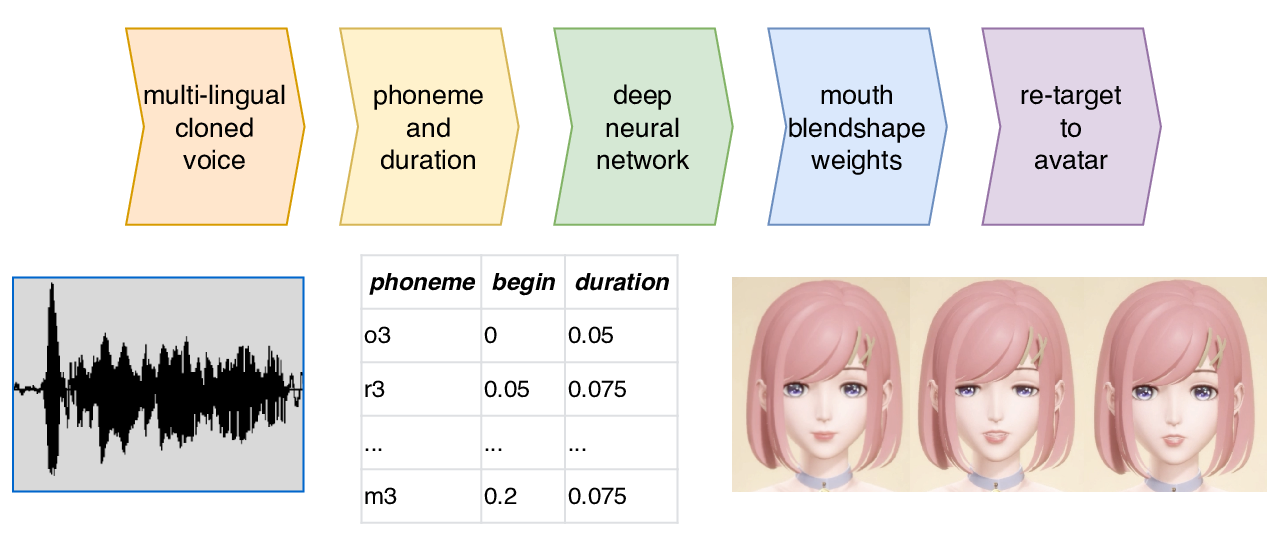 multi-lingual
cloned
voice
phoneme
and
duration
deep
neural
network
mouth
blendshape
weights
re-target
to
avatar
phoneme begin duration
o3 0 0.05
r3 0.05 0.075
... ... ...
m3 0.2 0.075